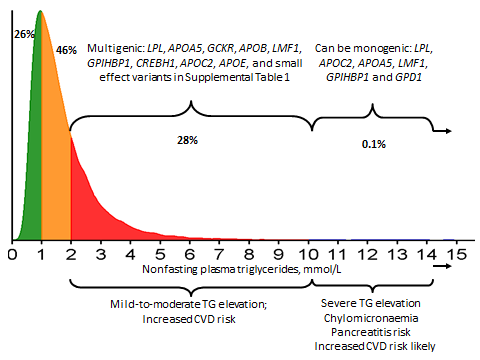 26%
46%
Multigenic: LPL, APOA5, GCKR, APOB, LMF1,
GPIHBP1, CREBH1, APOC2, APOE, and small
effect variants in Supplemental Table 1
Can be monogenic: LPL,
APOC2, APOA5, LMF1,
GPIHBP1 and GPD1
28%
0.1%
0 1 2 3 4 5 6 7 8 9 10 11 12 13 14 15
Nonfasting plasma triglycerides, mmol/L
Mild-to-moderate TG elevation;
Increased CVD risk
Severe TG elevation
Chylomicronaemia
Pancreatitis risk
Increased CVD risk likely